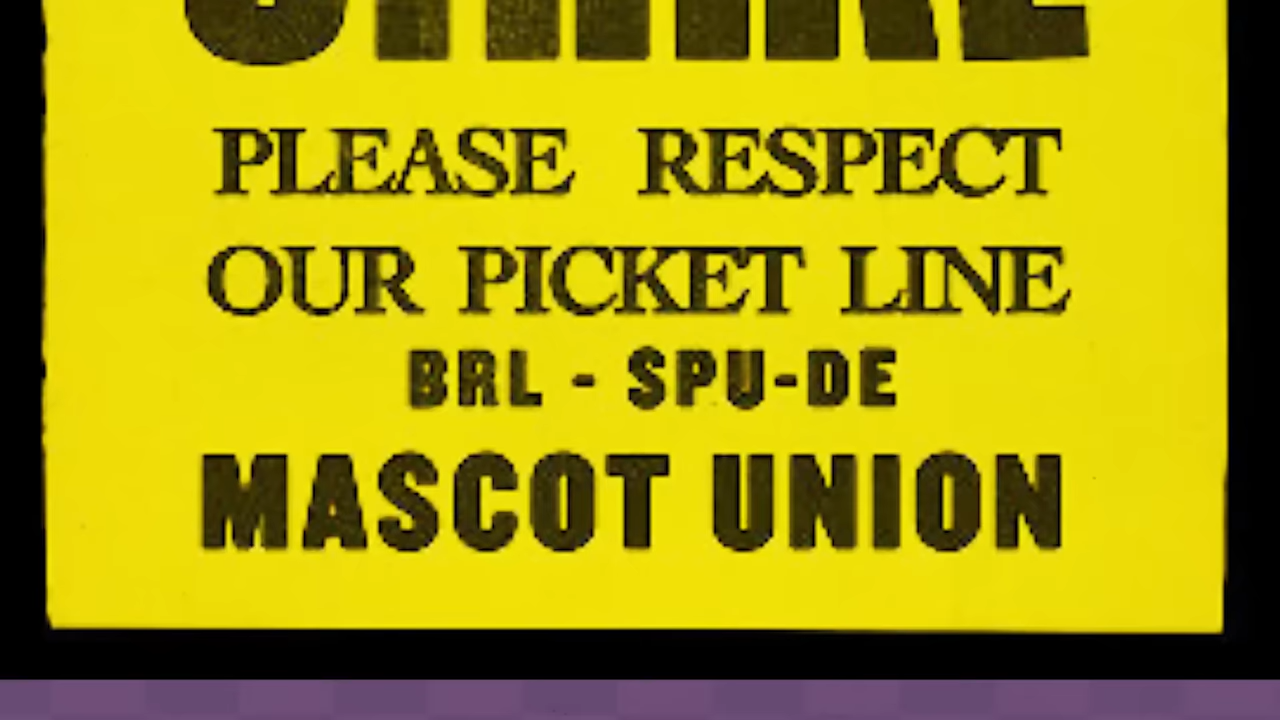 PLEASE RESPECT
OUR PICKET LINE
BRL - SPU-DE
MASCOT UNION